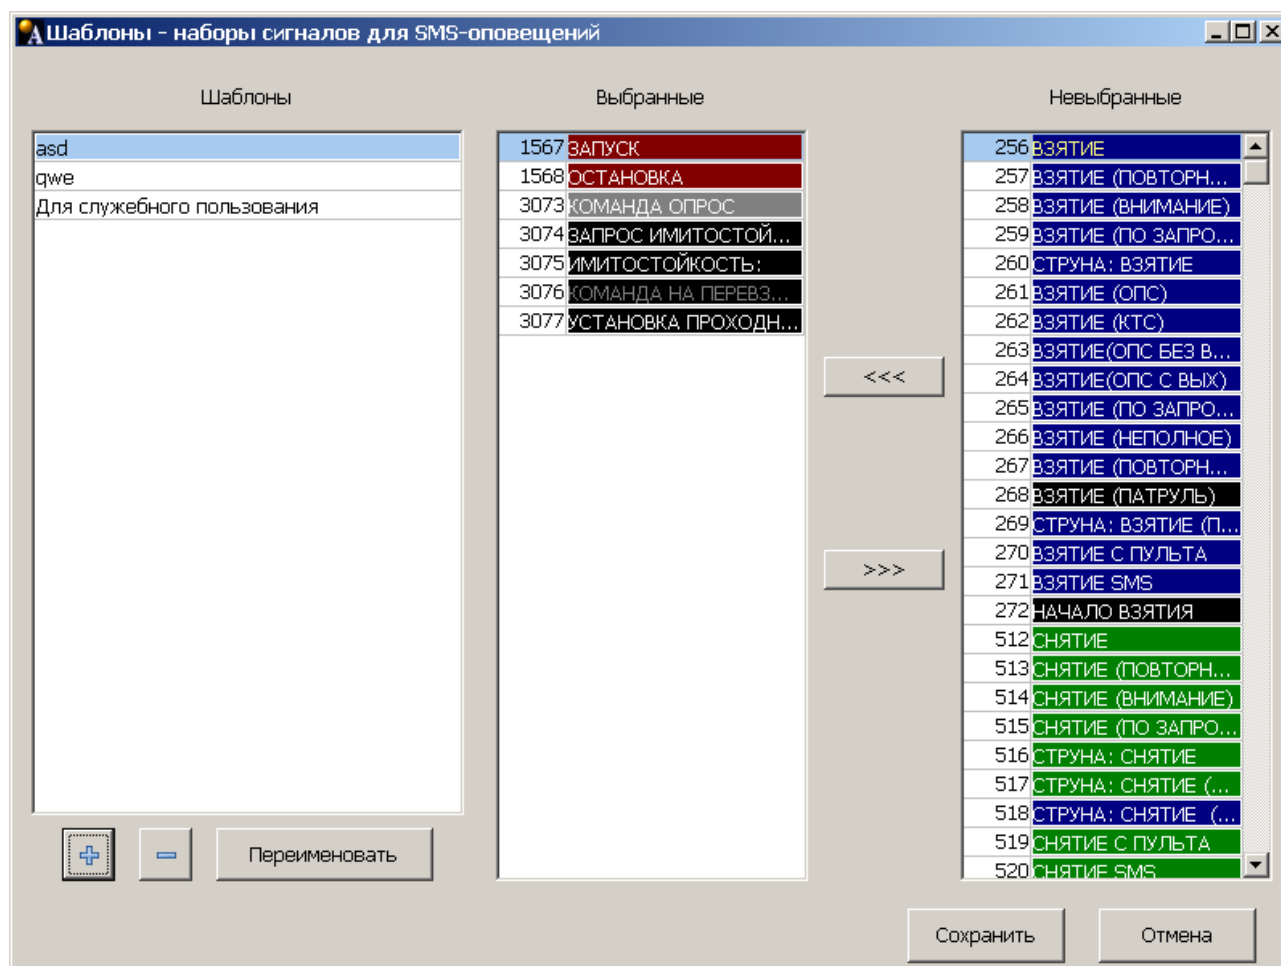 Шаблоны - наборы сигналов для SMS-оповещений
Шаблоны
asd
qwe
Для служебного пользования
Переименовать
Выбранные
1567 ЗАПУСК
1568 ОСТАНОВКА
3073 КОМАНДА ОПРОС
3074 ЗАПРОС ИМИТОСТОЙ...
3075 ИМИТОСТОЙКОСТЬ:
3076 КОМАНДА НА ПЕРЕВЗ...
3077 УСТАНОВКА ПРОХОДН...
<<<
>>>
Невыбранные
256 ВЗЯТИЕ
257 ВЗЯТИЕ (ПОВТОРН...
258 ВЗЯТИЕ (ВНИМАНИЕ)
259 ВЗЯТИЕ (ПО ЗАПРО...
260 СТРУНА: ВЗЯТИЕ
261 ВЗЯТИЕ (ОПС)
262 ВЗЯТИЕ (КТС)
263 ВЗЯТИЕ(ОПС БЕЗ В...
264 ВЗЯТИЕ(ОПС С ВЫХ)
265 ВЗЯТИЕ (ПО ЗАПРО...
266 ВЗЯТИЕ (НЕПОЛНОЕ)
267 ВЗЯТИЕ (ПОВТОРН...
268 ВЗЯТИЕ (ПАТРУЛЬ)
269 СТРУНА: ВЗЯТИЕ (П...
270 ВЗЯТИЕ С ПУЛЬТА
271 ВЗЯТИЕ SMS
272 НАЧАЛО ВЗЯТИЯ
512 СНЯТИЕ
513 СНЯТИЕ (ПОВТОРН...
514 СНЯТИЕ (ВНИМАНИЕ)
515 СНЯТИЕ (ПО ЗАПРО...
516 СТРУНА: СНЯТИЕ
517 СТРУНА: СНЯТИЕ (...
518 СТРУНА: СНЯТИЕ  (...
519 СНЯТИЕ С ПУЛЬТА
520 СНЯТИЕ SMS
Сохранить
Отмена